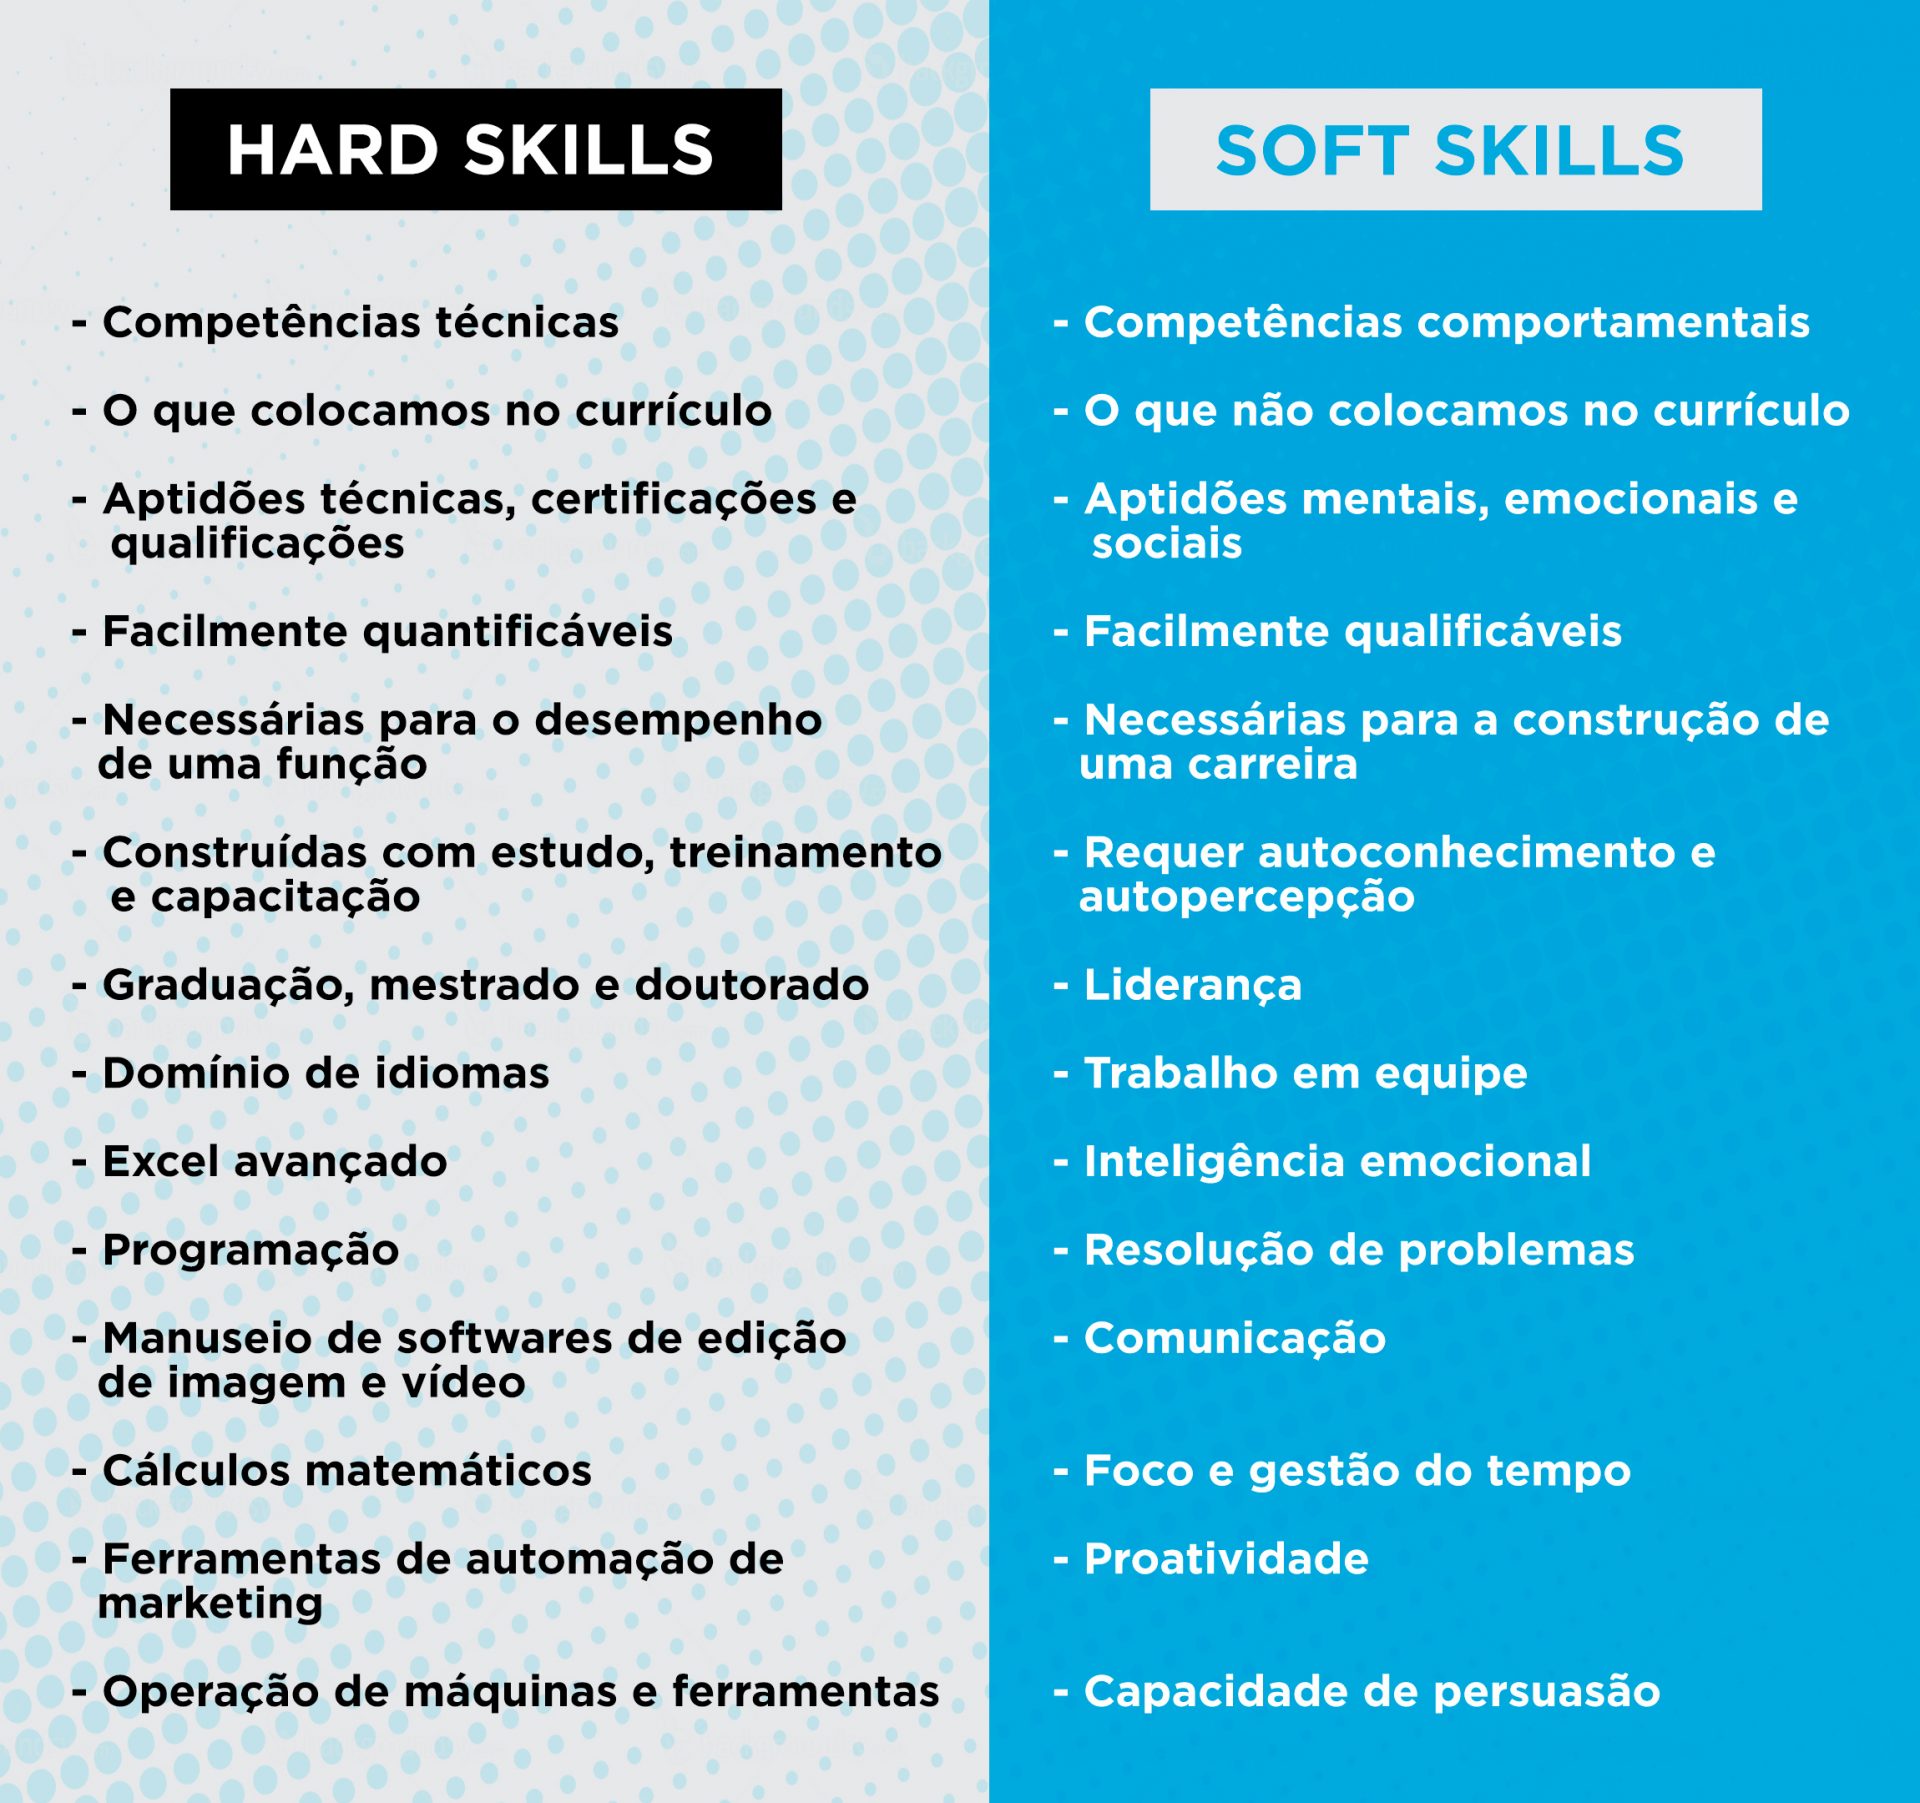 HARD SKILLS
- Competências técnicas
- O que colocamos no currículo
- Aptidões técnicas, certificações e
qualificações
- Facilmente quantificáveis
- Necessárias para o desempenho
de uma função
- Construídas com estudo, treinamento
e capacitação
- Graduação, mestrado e doutorado
- Domínio de idiomas
- Excel avançado
- Programação
- Manuseio de softwares de edição
de imagem e vídeo
- Cálculos matemáticos
- Ferramentas de automação de
marketing
- Operação de máquinas e ferramentas
SOFT SKILLS
- Competências comportamentais
- O que não colocamos no currículo
- Aptidões mentais, emocionais e
sociais
- Facilmente qualificáveis
- Necessárias para a construção de
uma carreira
- Requer autoconhecimento e
autopercepção
- Liderança
- Trabalho em equipe
- Inteligência emocional
- Resolução de problemas
- Comunicação
- Foco e gestão do tempo
- Proatividade
- Capacidade de persuasão